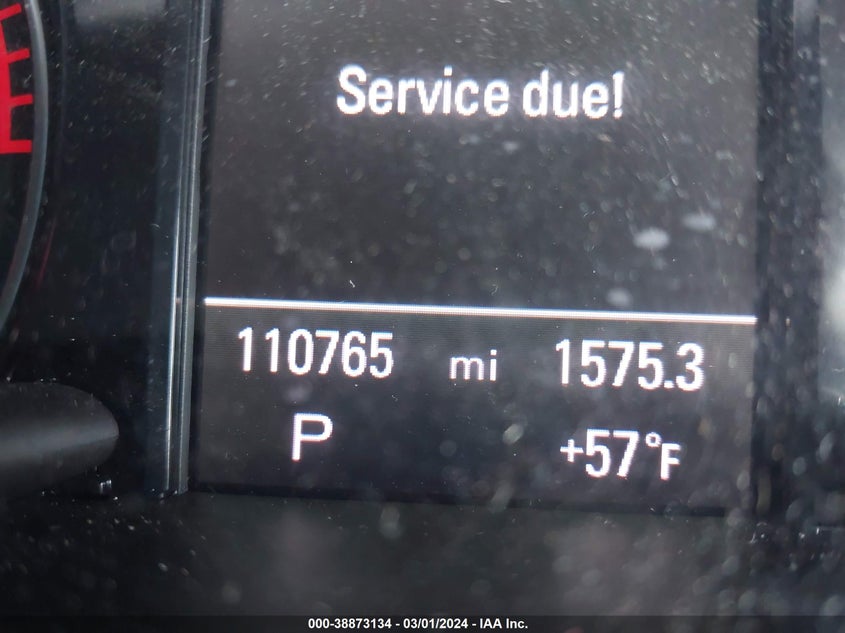 Service due!
110765 mi 1575.3
P +57°F
000-38873134 - 03/01/2024 - IAA Inc.